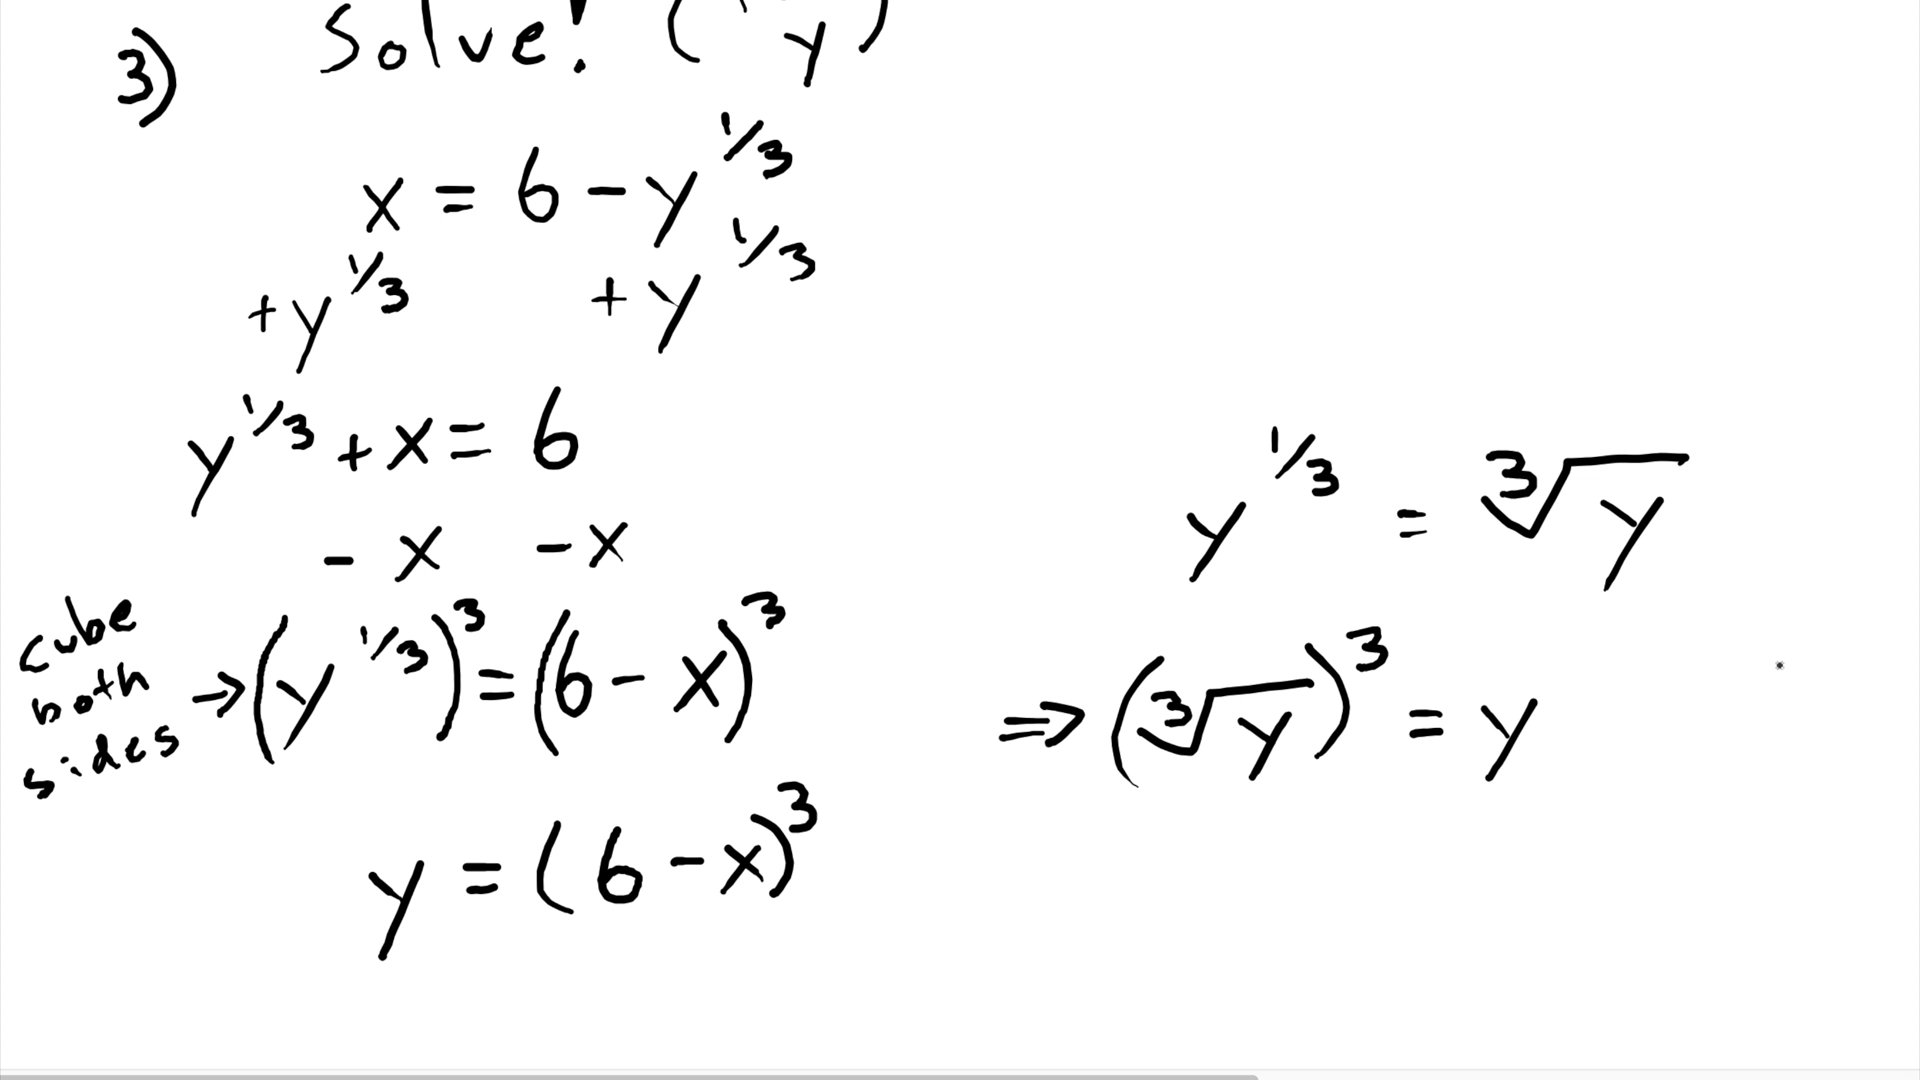 3) Solve! ( y )
x = 6 - y^1/3
+y^1/3 +y^1/3
y^1/3 + x = 6
- x - x
cube both sides → (y^1/3)^3 = (6 - x)^3
y = (6 - x)^3
y^1/3 = ∛y
⇒ (∛y)^3 = y